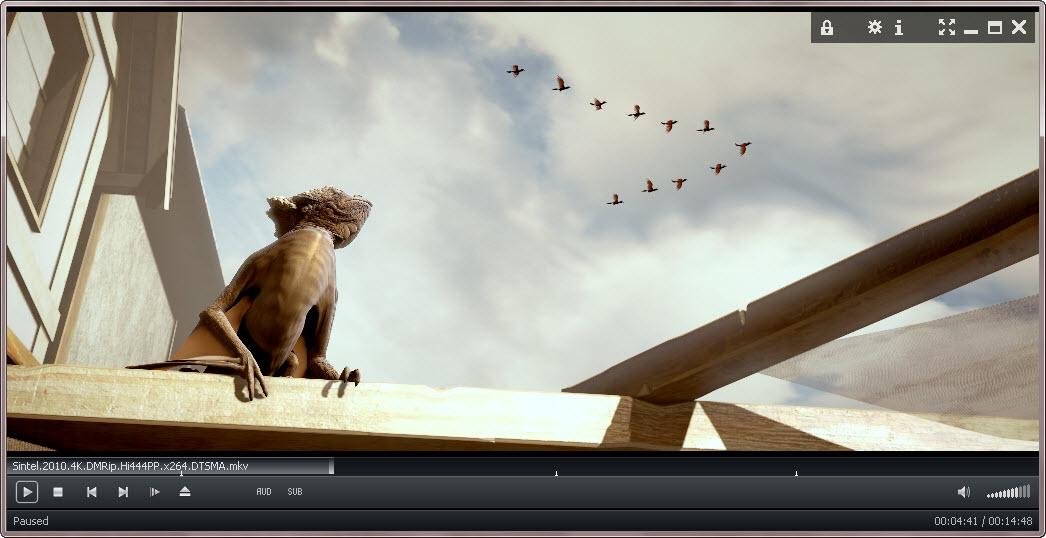 Sintel.2010.4K.DMRip.Hi444PP.x264.DTSMA.mkv
AUD SUB
Paused 00:04:41 / 00:14:48